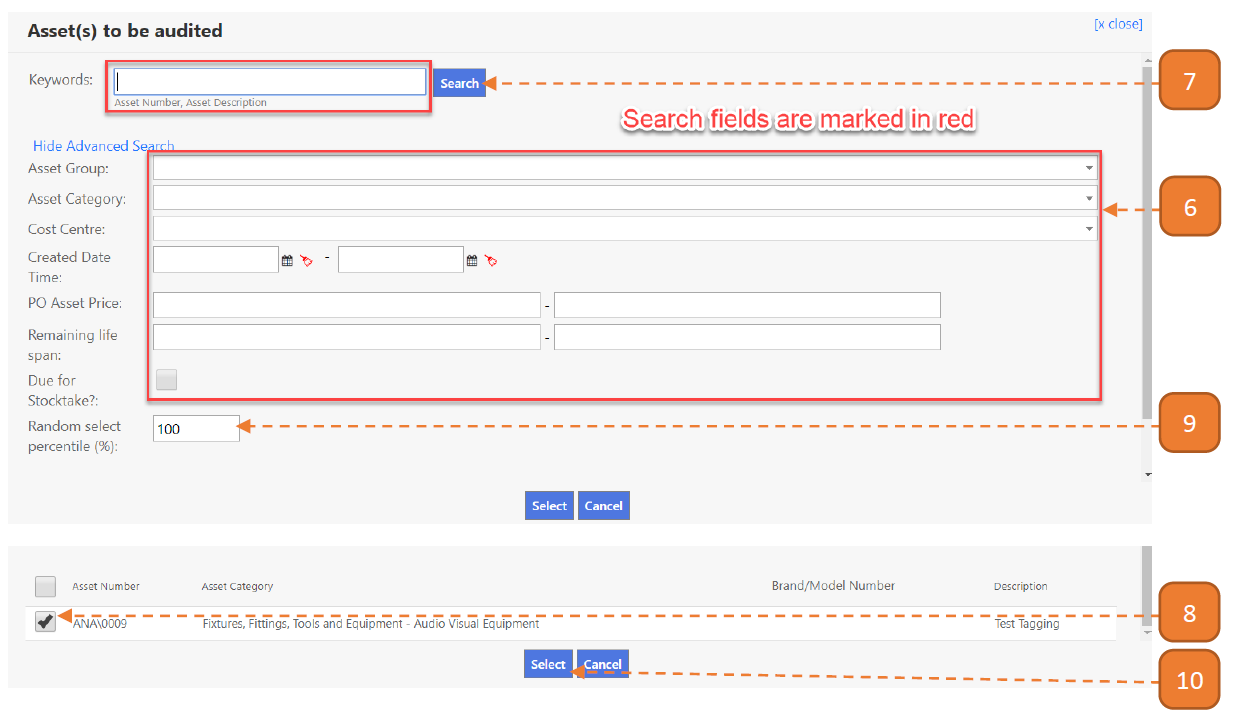 Asset(s) to be audited
[x close]
Keywords:
Search
7
Asset Number, Asset Description
Search fields are marked in red
Hide Advanced Search
Asset Group:
Asset Category:
6
Cost Centre:
Created Date
Time:
-
PO Asset Price:
-
Remaining life
span:
-
Due for
Stocktake?:
Random select
percentile (%):
100
9
Select Cancel
Asset Number Asset Category Brand/Model Number Description
ANA\0009 Fixtures, Fittings, Tools and Equipment - Audio Visual Equipment Test Tagging
8
Select Cancel
10